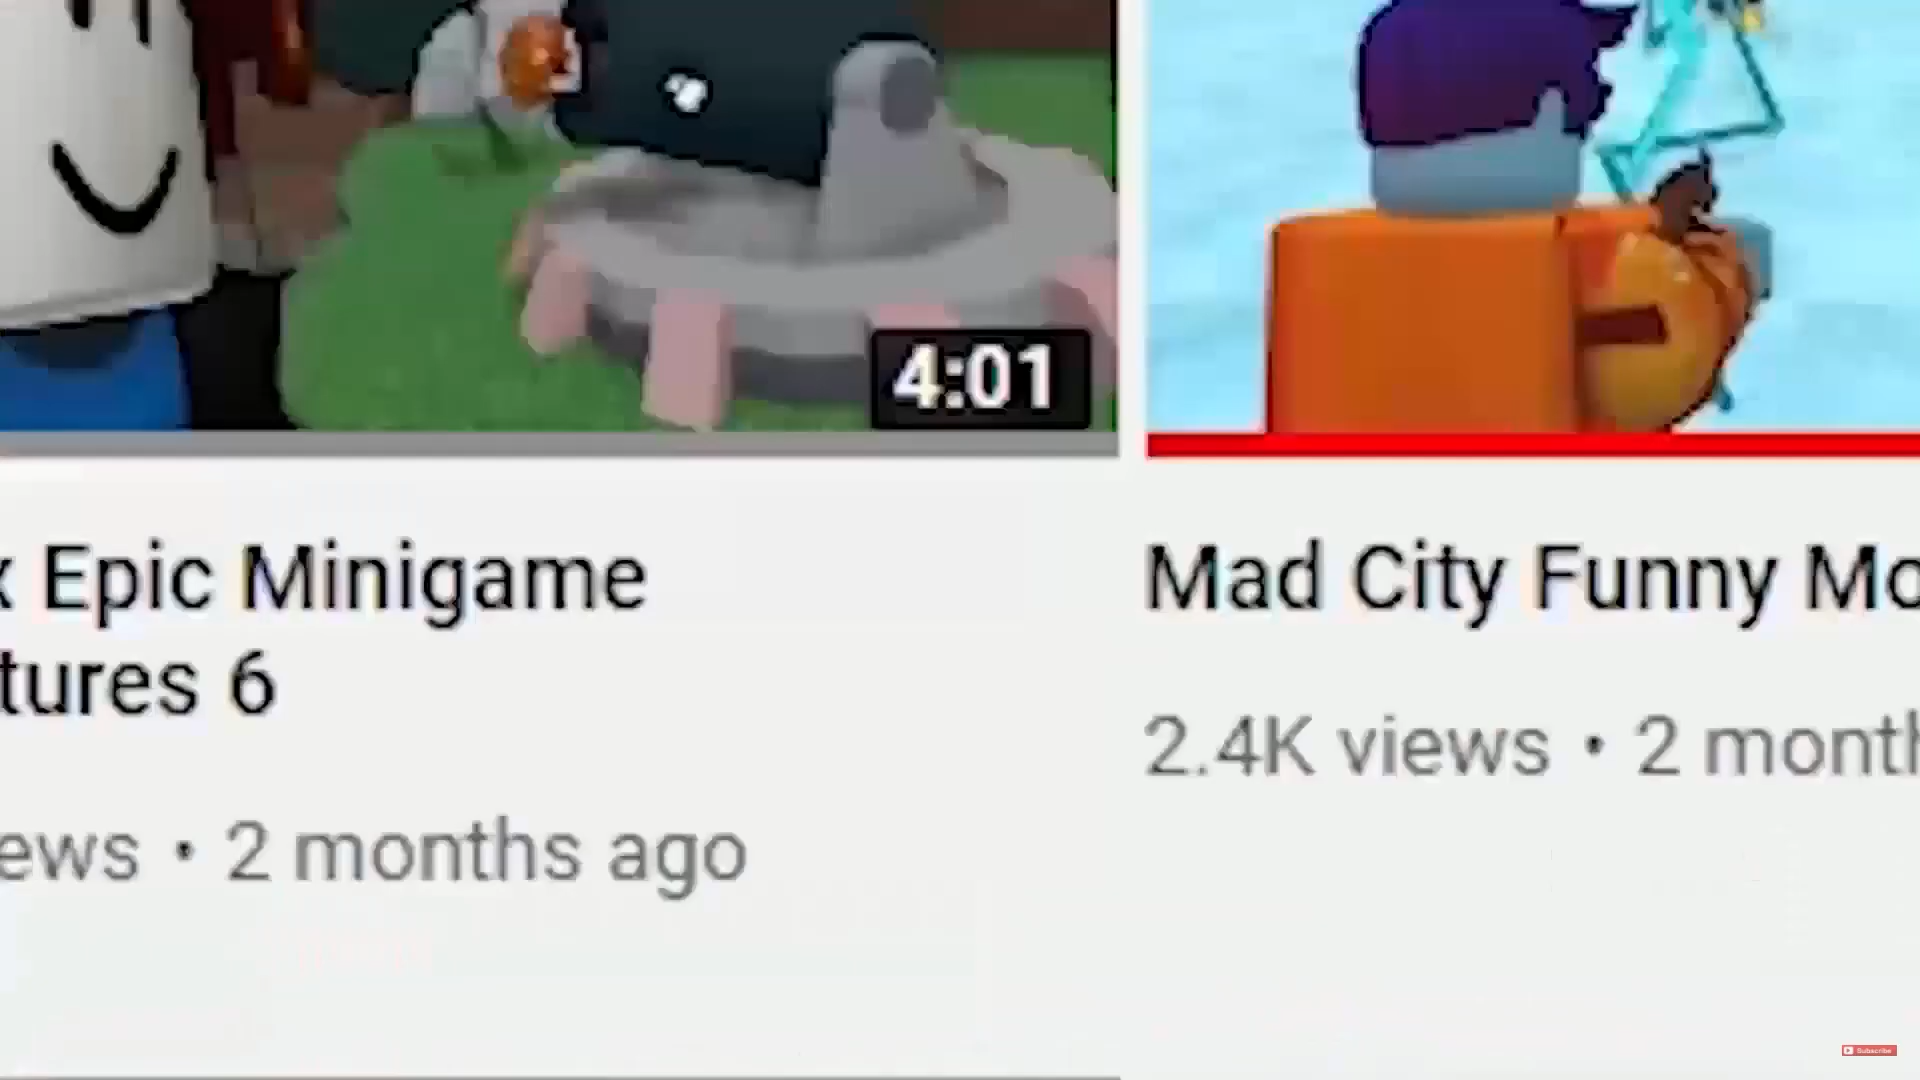 4:01
x Epic Minigame
tures 6
ews • 2 months ago
Mad City Funny Mo
2.4K views • 2 month
Subscribe